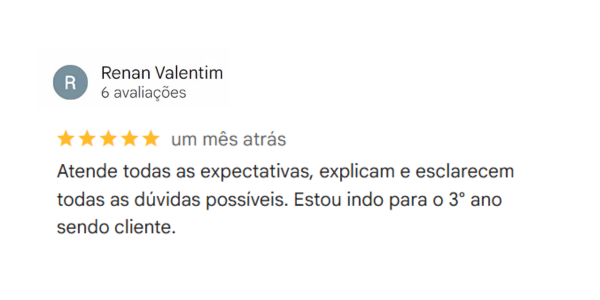 R
Renan Valentim
6 avaliações
um mês atrás
Atende todas as expectativas, explicam e esclarecem
todas as dúvidas possíveis. Estou indo para o 3° ano
sendo cliente.